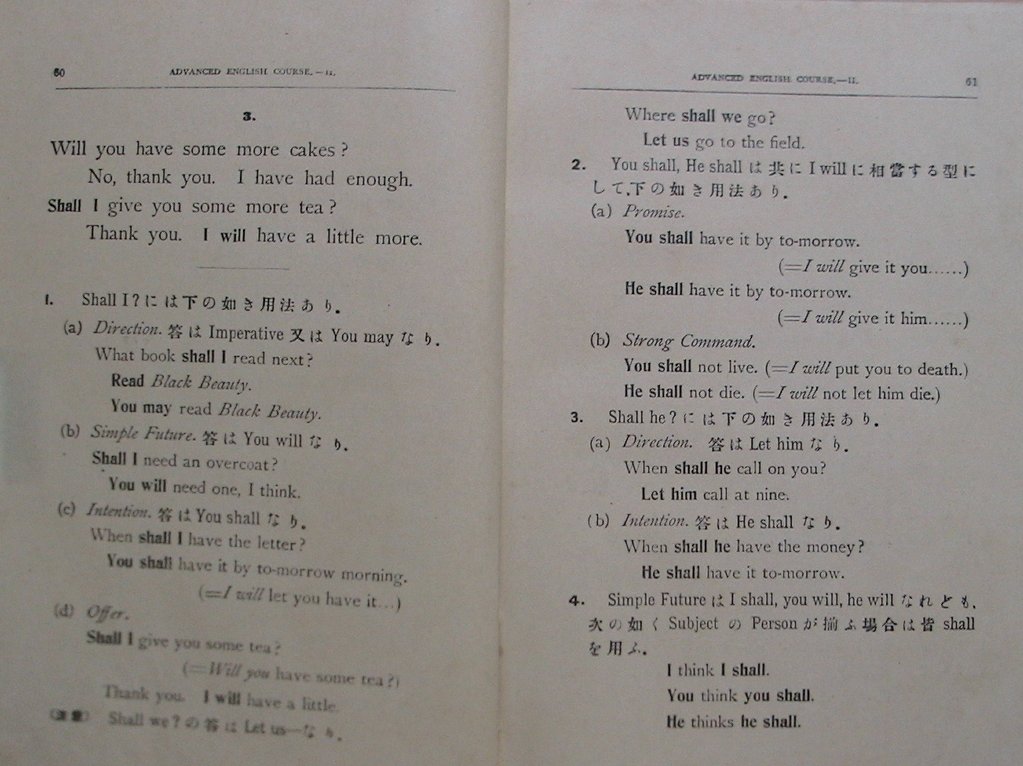 60
ADVANCED ENGLISH COURSE.—II.
3.
Will you have some more cakes?
No, thank you. I have had enough.
Shall I give you some more tea?
Thank you. I will have a little more.
1. Shall I? には下の如き用法あり.
(a) Direction. 答は Imperative 又は You may なり.
What book shall I read next?
Read Black Beauty.
You may read Black Beauty.
(b) Simple Future. 答は You will なり.
Shall I need an overcoat?
You will need one, I think.
(c) Intention. 答は You shall なり.
When shall I have the letter?
You shall have it by to-morrow morning.
(=I will let you have it...)
(d) Offer.
Shall I give you some tea?
(=Will you have some tea?)
Thank you. I will have a little.
Shall we? の答は Let us—なり.
ADVANCED ENGLISH COURSE.—II.
61
Where shall we go?
Let us go to the field.
2. You shall, He shall は共に I will に相當する型に
して,下の如き用法あり.
(a) Promise.
You shall have it by to-morrow.
(=I will give it you......)
He shall have it by to-morrow.
(=I will give it him......)
(b) Strong Command.
You shall not live. (=I will put you to death.)
He shall not die. (=I will not let him die.)
3. Shall he? には下の如き用法あり.
(a) Direction. 答は Let him なり.
When shall he call on you?
Let him call at nine.
(b) Intention. 答は He shall なり.
When shall he have the money?
He shall have it to-morrow.
4. Simple Future は I shall, you will, he will なれども,
次の如く Subject の Person が揃ふ場合は皆 shall
を用ふ.
I think I shall.
You think you shall.
He thinks he shall.